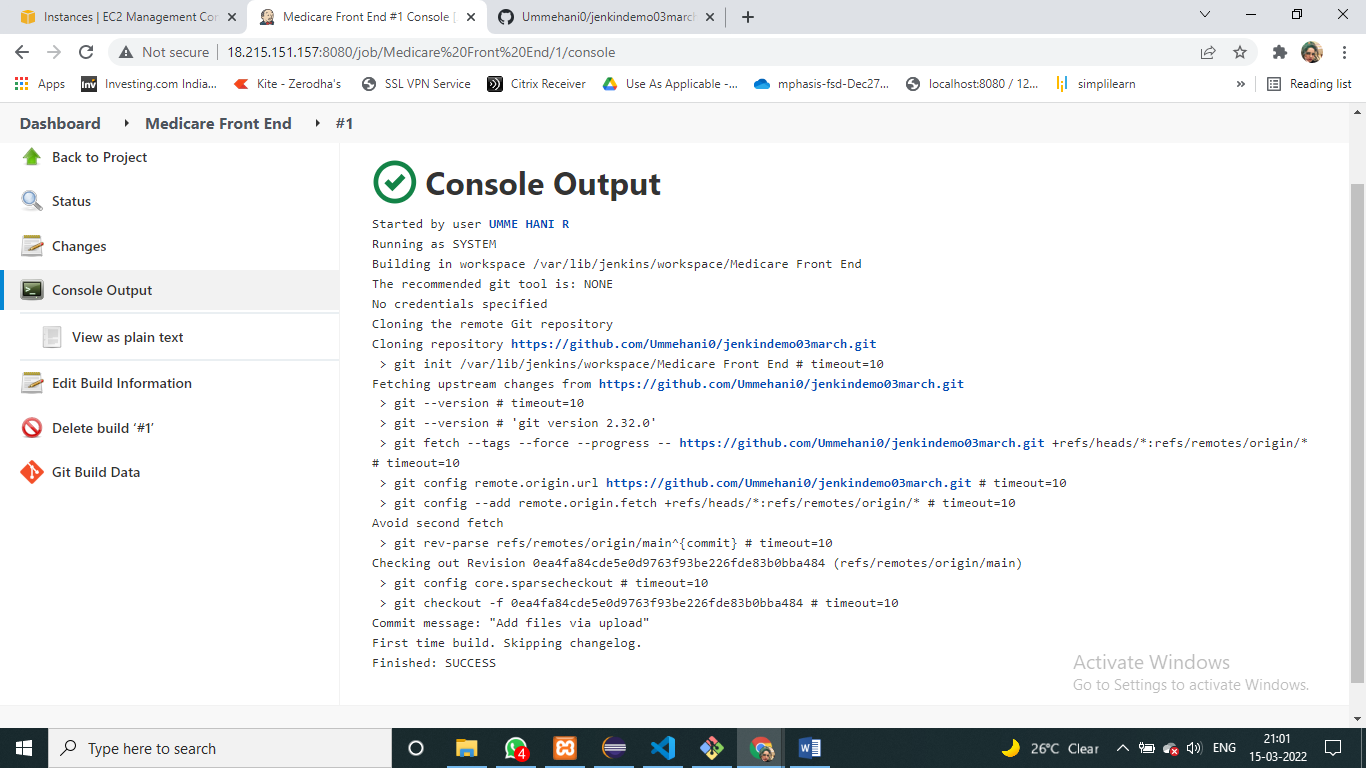 Instances | EC2 Management Con
Medicare Front End #1 Console [
Ummehani0/jenkindemo03march
Not secure | 18.215.151.157:8080/job/Medicare%20Front%20End/1/console
Apps
Investing.com India...
Kite - Zerodha's
SSL VPN Service
Citrix Receiver
Use As Applicable -...
mphasis-fsd-Dec27...
localhost:8080 / 12...
simplilearn
»
Reading list
Dashboard
Medicare Front End
#1
Back to Project
Status
Changes
Console Output
View as plain text
Edit Build Information
Delete build ‘#1’
Git Build Data
Console Output
Started by user UMME HANI R
Running as SYSTEM
Building in workspace /var/lib/jenkins/workspace/Medicare Front End
The recommended git tool is: NONE
No credentials specified
Cloning the remote Git repository
Cloning repository https://github.com/Ummehani0/jenkindemo03march.git
> git init /var/lib/jenkins/workspace/Medicare Front End # timeout=10
Fetching upstream changes from https://github.com/Ummehani0/jenkindemo03march.git
> git --version # timeout=10
> git --version # 'git version 2.32.0'
> git fetch --tags --force --progress -- https://github.com/Ummehani0/jenkindemo03march.git +refs/heads/*:refs/remotes/origin/*
# timeout=10
> git config remote.origin.url https://github.com/Ummehani0/jenkindemo03march.git # timeout=10
> git config --add remote.origin.fetch +refs/heads/*:refs/remotes/origin/* # timeout=10
Avoid second fetch
> git rev-parse refs/remotes/origin/main^{commit} # timeout=10
Checking out Revision 0ea4fa84cde5e0d9763f93be226fde83b0bba484 (refs/remotes/origin/main)
> git config core.sparsecheckout # timeout=10
> git checkout -f 0ea4fa84cde5e0d9763f93be226fde83b0bba484 # timeout=10
Commit message: "Add files via upload"
First time build. Skipping changelog.
Finished: SUCCESS
Activate Windows
Go to Settings to activate Windows.
Type here to search
4
26°C Clear
ENG
21:01
15-03-2022